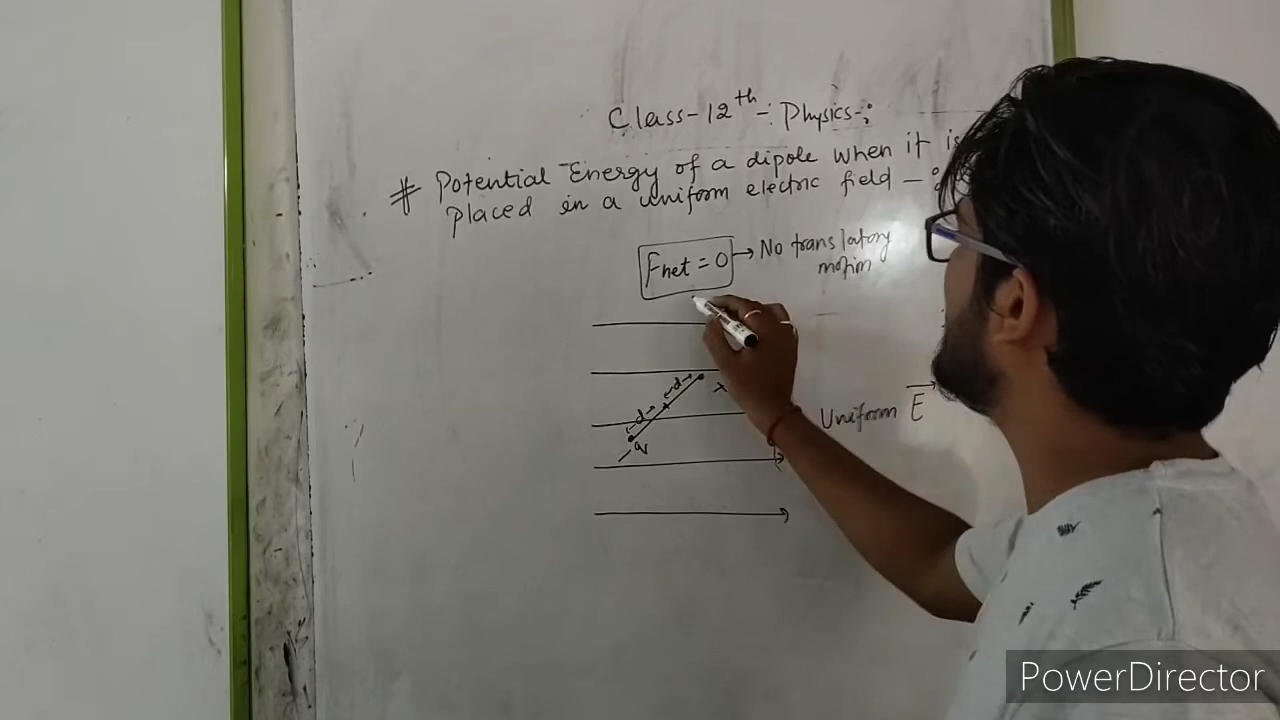 Class-12th-: Physics-:
# Potential Energy of a dipole when it is
placed in a uniform electric field -:
Fnet = 0 → No translatory
motion
d
d
-q
Uniform E
PowerDirector